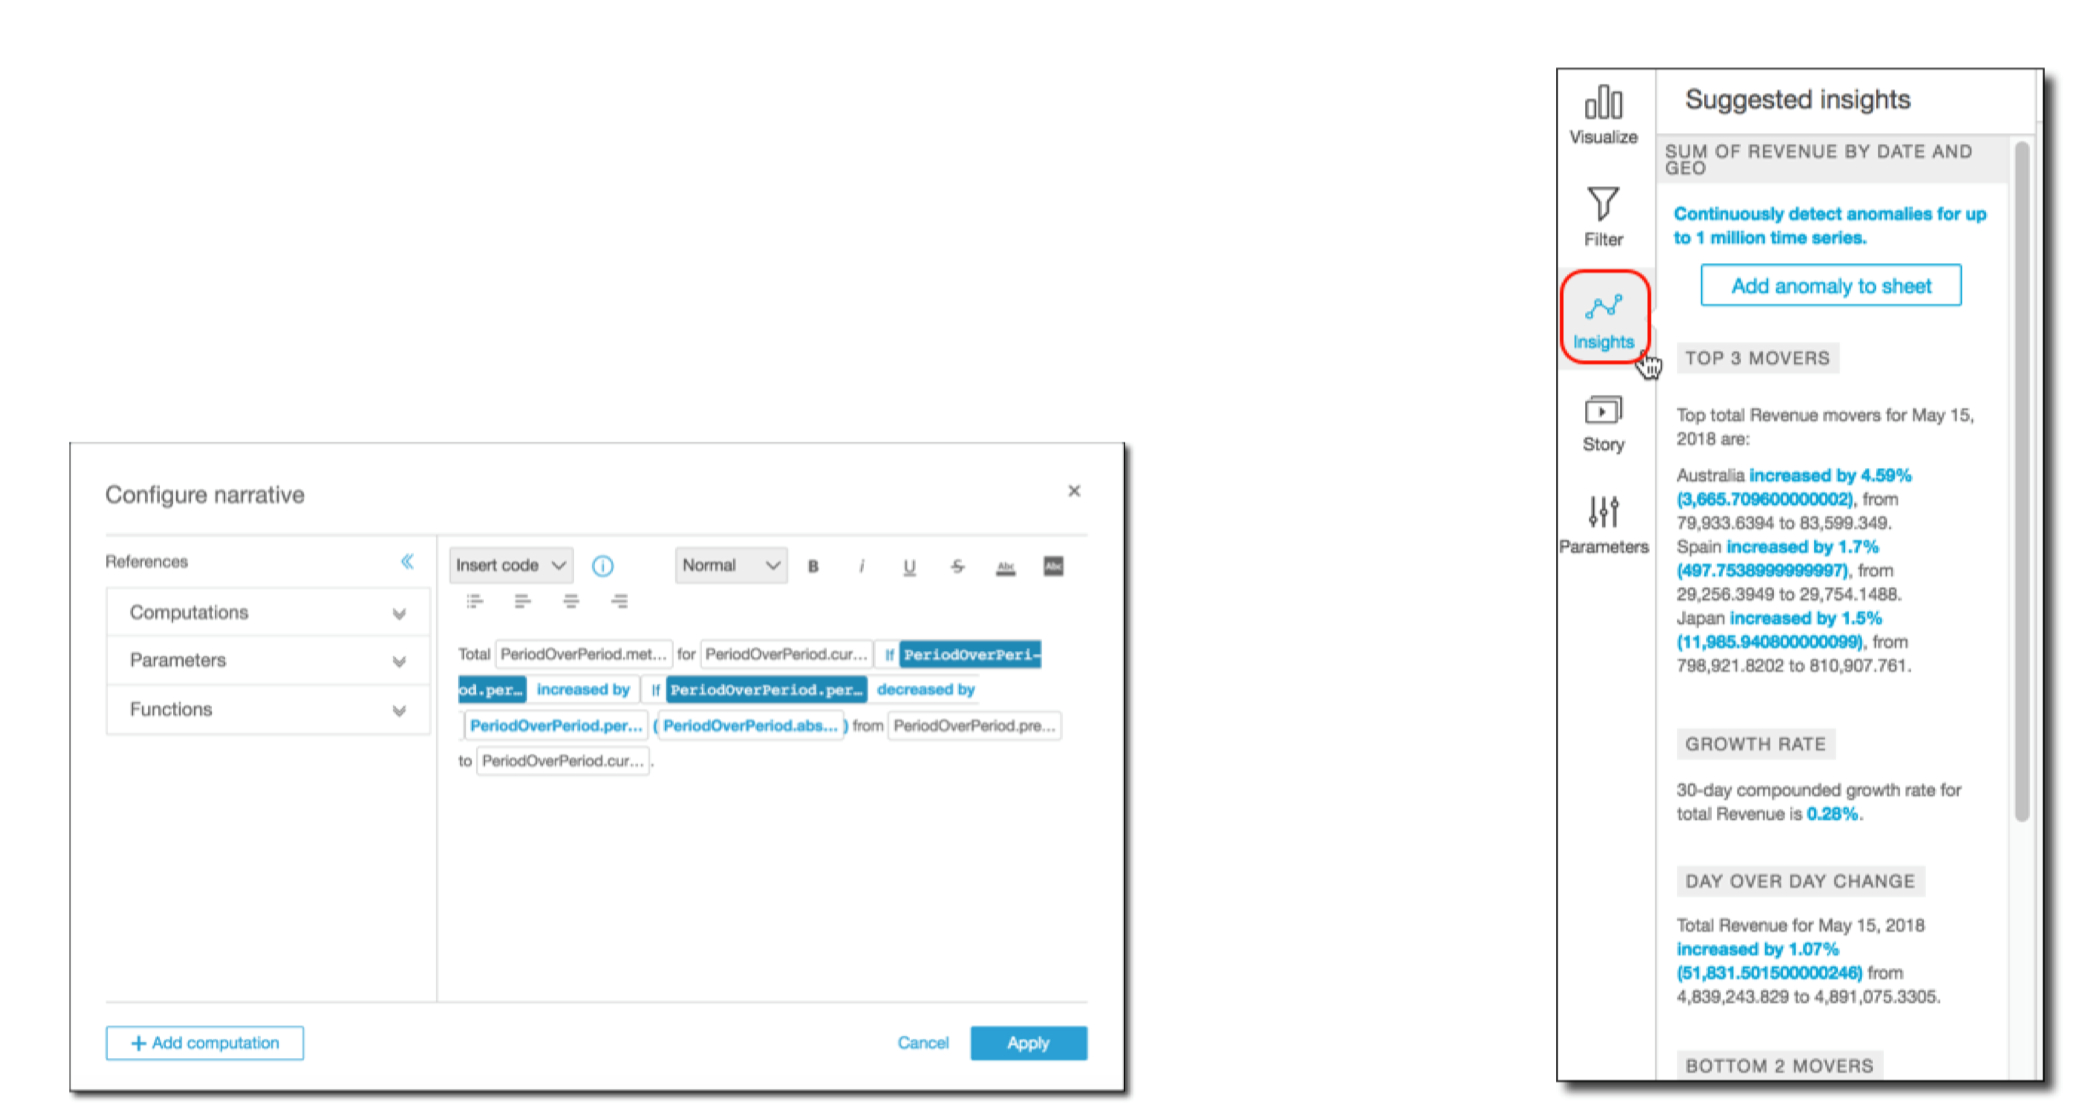 Configure narrative
×
References
Computations
Parameters
Functions
Insert code
Normal
B i U S Abc Abc
Total PeriodOverPeriod.met... for PeriodOverPeriod.cur... If PeriodOverPeri-
od.per... increased by If PeriodOverPeriod.per... decreased by
PeriodOverPeriod.per... ( PeriodOverPeriod.abs... ) from PeriodOverPeriod.pre...
to PeriodOverPeriod.cur... .
+ Add computation
Cancel
Apply
Visualize
Filter
Insights
Story
Parameters
Suggested insights
SUM OF REVENUE BY DATE AND
GEO
Continuously detect anomalies for up
to 1 million time series.
Add anomaly to sheet
TOP 3 MOVERS
Top total Revenue movers for May 15,
2018 are:
Australia increased by 4.59%
(3,665.709600000002), from
79,933.6394 to 83,599.349.
Spain increased by 1.7%
(497.7538999999997), from
29,256.3949 to 29,754.1488.
Japan increased by 1.5%
(11,985.940800000099), from
798,921.8202 to 810,907.761.
GROWTH RATE
30-day compounded growth rate for
total Revenue is 0.28%.
DAY OVER DAY CHANGE
Total Revenue for May 15, 2018
increased by 1.07%
(51,831.501500000246) from
4,839,243.829 to 4,891,075.3305.
BOTTOM 2 MOVERS